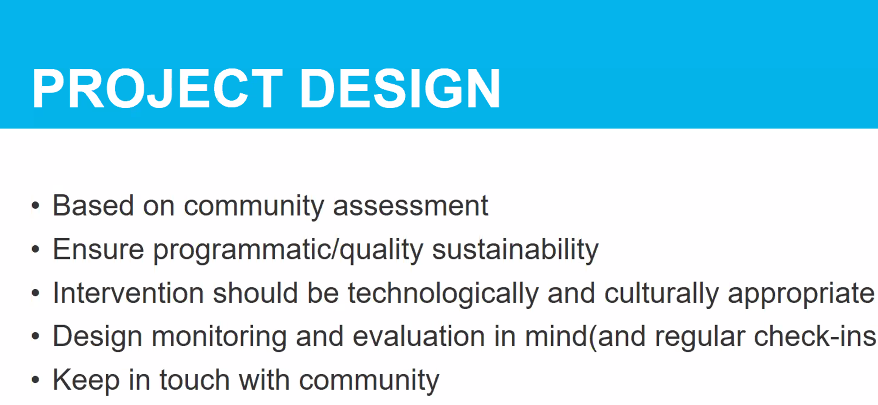 PROJECT DESIGN
• Based on community assessment
• Ensure programmatic/quality sustainability
• Intervention should be technologically and culturally appropriate
• Design monitoring and evaluation in mind(and regular check-ins
• Keep in touch with community